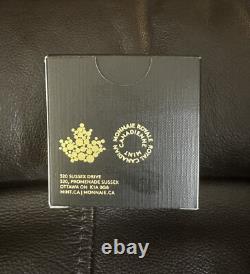 MONNAIE ROYALE CANADIENNE
ROYAL CANADIAN MINT
320 SUSSEX DRIVE
320, PROMENADE SUSSEX
OTTAWA ON K1A 0G8
MINT.CA | MONNAIE.CA